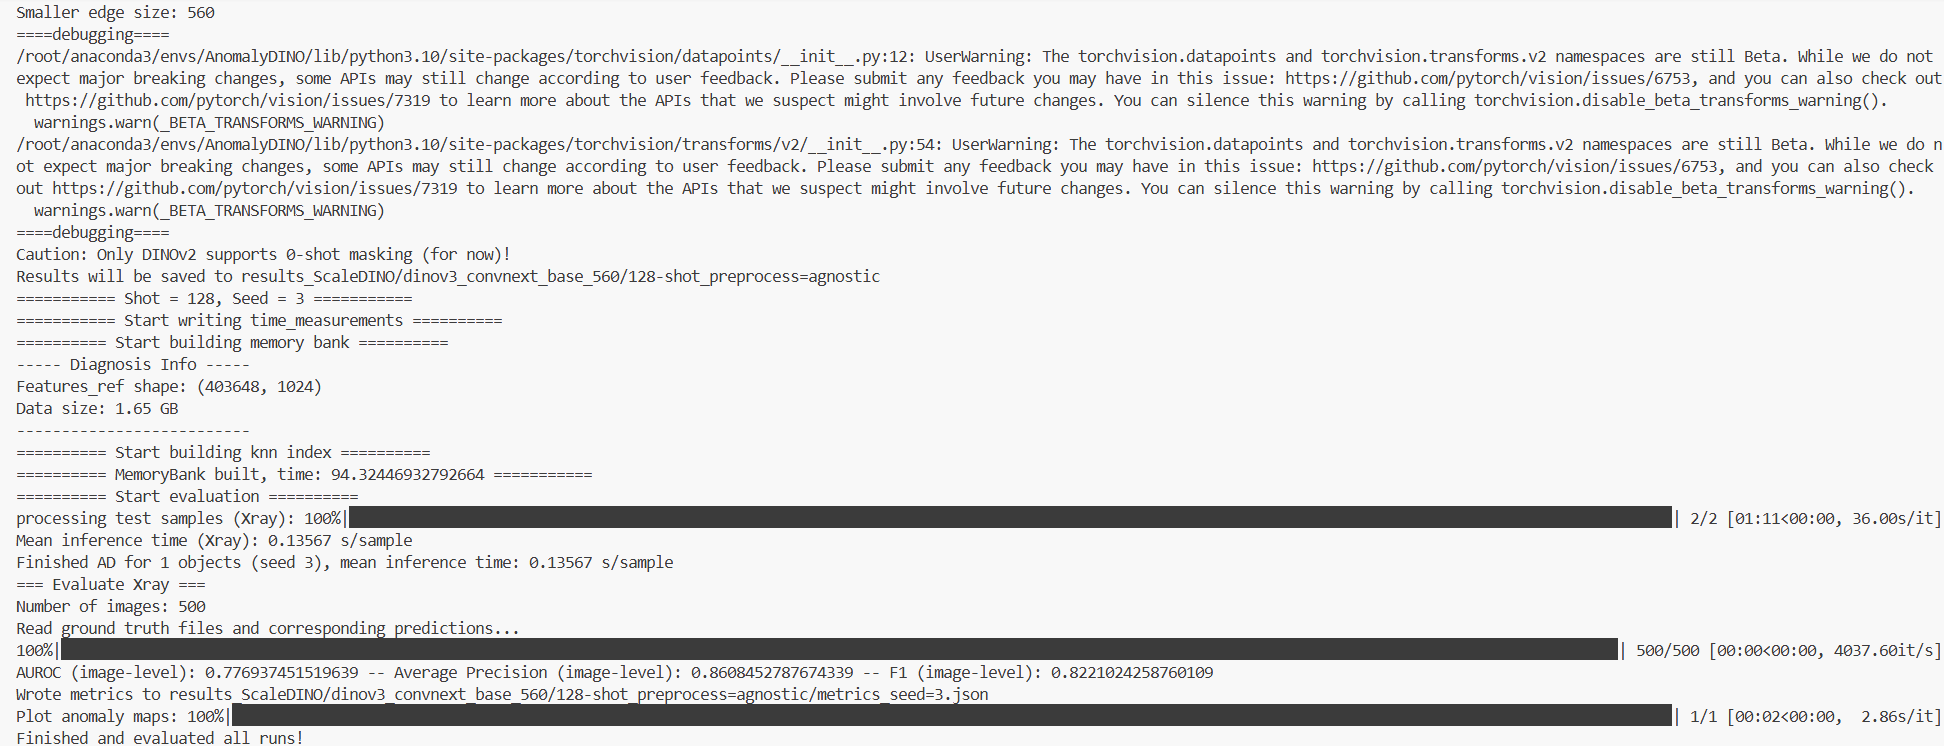 Smaller edge size: 560
====debugging====
/root/anaconda3/envs/AnomalyDINO/lib/python3.10/site-packages/torchvision/datapoints/__init__.py:12: UserWarning: The torchvision.datapoints and torchvision.transforms.v2 namespaces are still Beta. While we do not
expect major breaking changes, some APIs may still change according to user feedback. Please submit any feedback you may have in this issue: https://github.com/pytorch/vision/issues/6753, and you can also check out
 https://github.com/pytorch/vision/issues/7319 to learn more about the APIs that we suspect might involve future changes. You can silence this warning by calling torchvision.disable_beta_transforms_warning().
  warnings.warn(_BETA_TRANSFORMS_WARNING)
/root/anaconda3/envs/AnomalyDINO/lib/python3.10/site-packages/torchvision/transforms/v2/__init__.py:54: UserWarning: The torchvision.datapoints and torchvision.transforms.v2 namespaces are still Beta. While we do n
ot expect major breaking changes, some APIs may still change according to user feedback. Please submit any feedback you may have in this issue: https://github.com/pytorch/vision/issues/6753, and you can also check
out https://github.com/pytorch/vision/issues/7319 to learn more about the APIs that we suspect might involve future changes. You can silence this warning by calling torchvision.disable_beta_transforms_warning().
  warnings.warn(_BETA_TRANSFORMS_WARNING)
====debugging====
Caution: Only DINOv2 supports 0-shot masking (for now)!
Results will be saved to results_ScaleDINO/dinov3_convnext_base_560/128-shot_preprocess=agnostic
=========== Shot = 128, Seed = 3 ===========
=========== Start writing time_measurements ==========
========== Start building memory bank ==========
----- Diagnosis Info -----
Features_ref shape: (403648, 1024)
Data size: 1.65 GB
--------------------------
========== Start building knn index ==========
========== MemoryBank built, time: 94.32446932792664 ===========
========== Start evaluation ==========
processing test samples (Xray): 100%|| 2/2 [01:11<00:00, 36.00s/it]
Mean inference time (Xray): 0.13567 s/sample
Finished AD for 1 objects (seed 3), mean inference time: 0.13567 s/sample
=== Evaluate Xray ===
Number of images: 500
Read ground truth files and corresponding predictions...
100%|| 500/500 [00:00<00:00, 4037.60it/s]
AUROC (image-level): 0.776937451519639 -- Average Precision (image-level): 0.8608452787674339 -- F1 (image-level): 0.8221024258760109
Wrote metrics to results_ScaleDINO/dinov3_convnext_base_560/128-shot_preprocess=agnostic/metrics_seed=3.json
Plot anomaly maps: 100%|| 1/1 [00:02<00:00,  2.86s/it]
Finished and evaluated all runs!